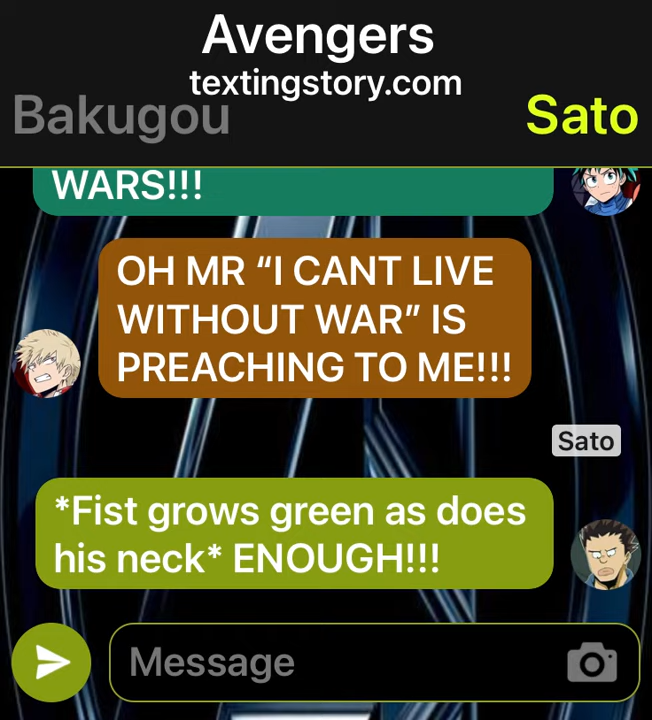 Avengers
textingstory.com
Bakugou
Sato
WARS!!!
OH MR “I CANT LIVE
WITHOUT WAR” IS
PREACHING TO ME!!!
Sato
*Fist grows green as does
his neck* ENOUGH!!!
Message